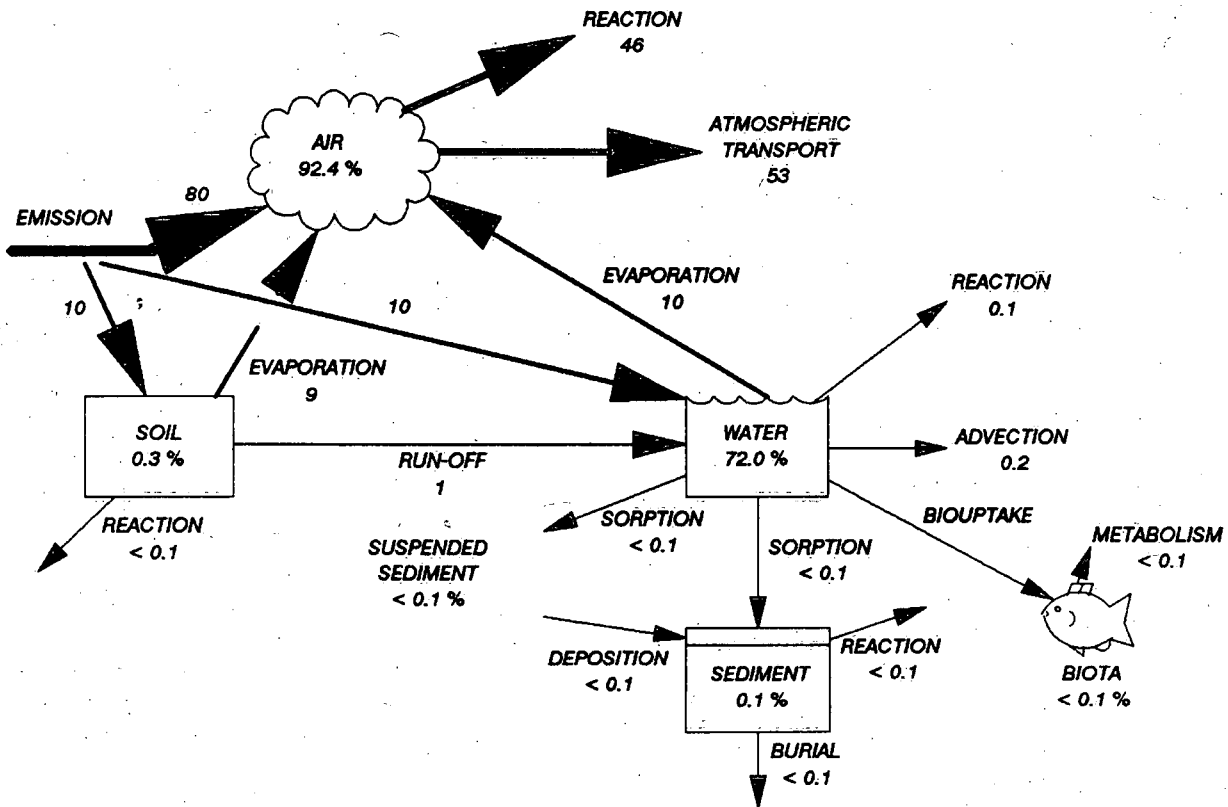 REACTION
46
AIR
92.4 %
ATMOSPHERIC
TRANSPORT
53
80
EMISSION
EVAPORATION
10
REACTION
0.1
10
10
EVAPORATION
9
SOIL
0.3 %
WATER
72.0 %
ADVECTION
0.2
RUN-OFF
1
REACTION
< 0.1
SORPTION
< 0.1
BIOUPTAKE
SUSPENDED
SEDIMENT
< 0.1 %
SORPTION
< 0.1
METABOLISM
< 0.1
DEPOSITION
< 0.1
SEDIMENT
0.1 %
REACTION
< 0.1
BIOTA
< 0.1 %
BURIAL
< 0.1